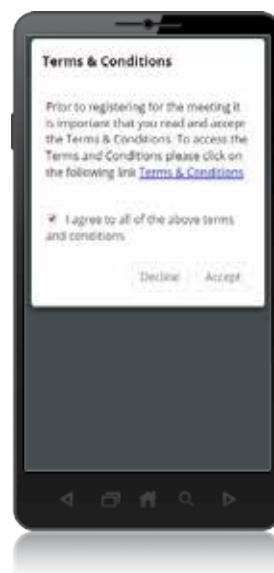 Terms & Conditions
Prior to registering for the meeting it
is important that you read and accept
the Terms & Conditions. To access the
Terms and Conditions please click on
the following link Terms & Conditions
I agree to all of the above terms
and conditions
Decline Accept